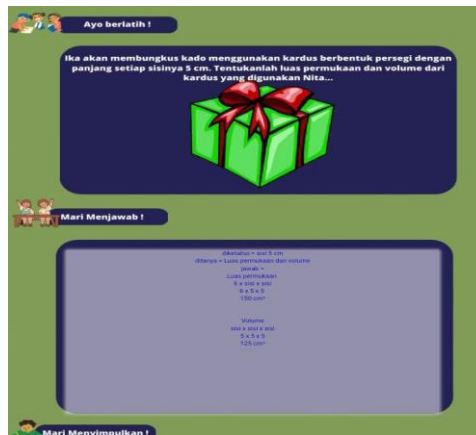 Ayo berlatih !
Ika akan membungkus kado menggunakan kardus berbentuk persegi dengan
panjang setiap sisinya 5 cm. Tentukanlah luas permukaan dan volume dari
kardus yang digunakan Nita...
Mari Menjawab !
diketahui = sisi 5 cm
ditanya = Luas permukaan dan volume
jawab =
Luas permukaan
6 x sisi x sisi
6 x 5 x 5
150 cm²
Volume
sisi x sisi x sisi
5 x 5 x 5
125 cm³
Mari Menyimpulkan !